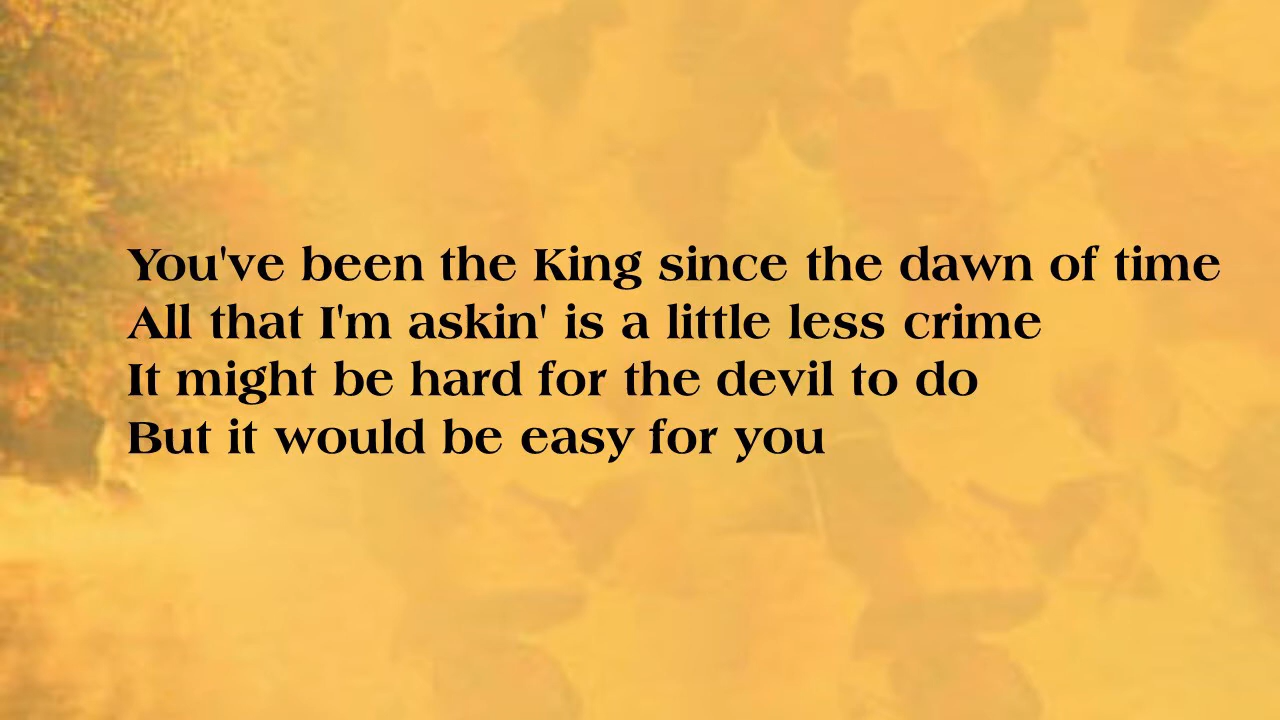 You've been the King since the dawn of time
All that I'm askin' is a little less crime
It might be hard for the devil to do
But it would be easy for you